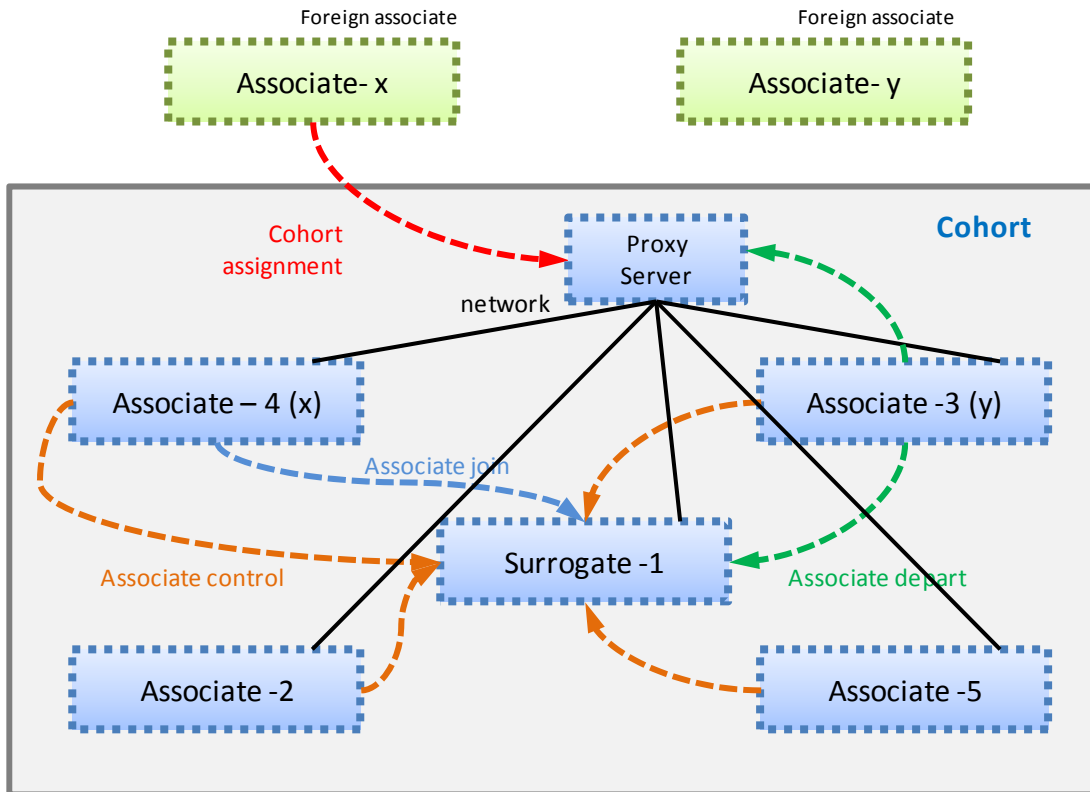 Foreign associate
Foreign associate
Associate- x
Associate- y
Cohort
Proxy
Server
Cohort
assignment
network
Associate – 4 (x)
Associate -3 (y)
Associate join
Surrogate -1
Associate control
Associate depart
Associate -2
Associate -5